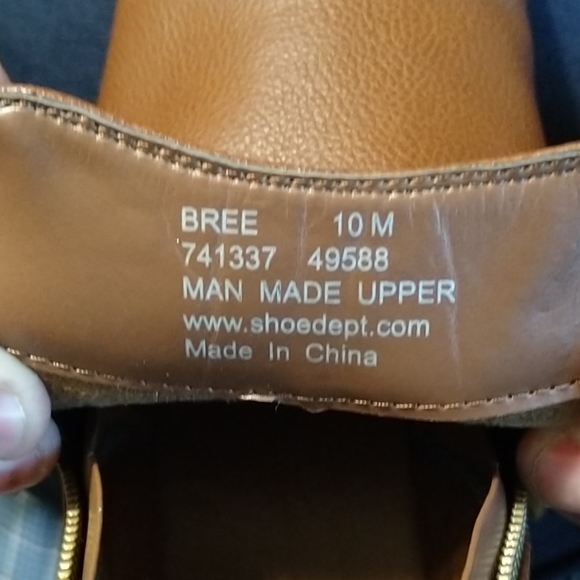 BREE 10 M
741337 49588
MAN MADE UPPER
www.shoedept.com
Made In China